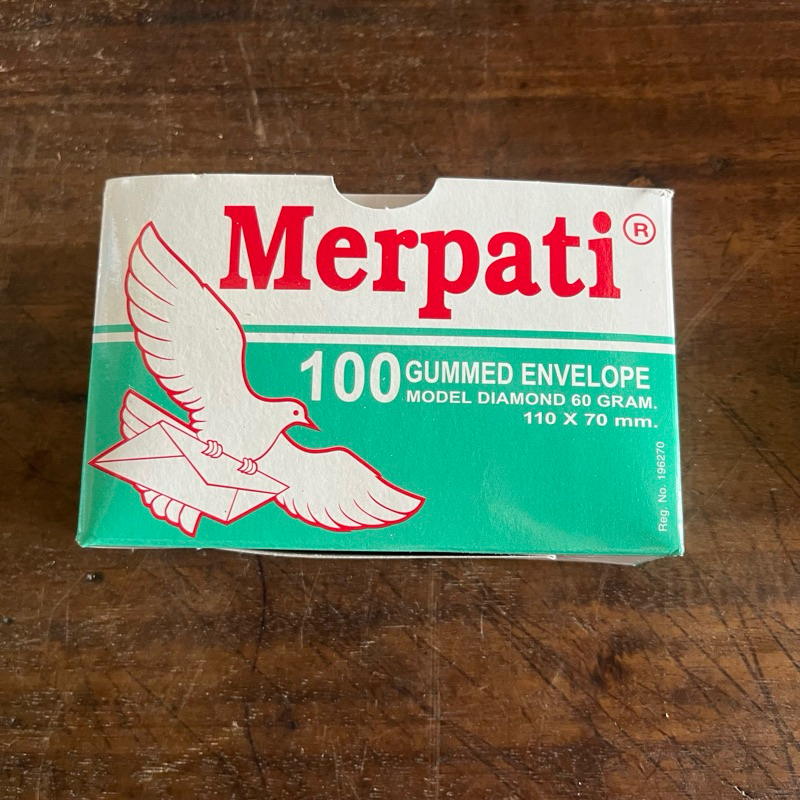 Merpati®
100 GUMMED ENVELOPE
MODEL DIAMOND 60 GRAM.
110 X 70 mm.
Reg. No. 196270